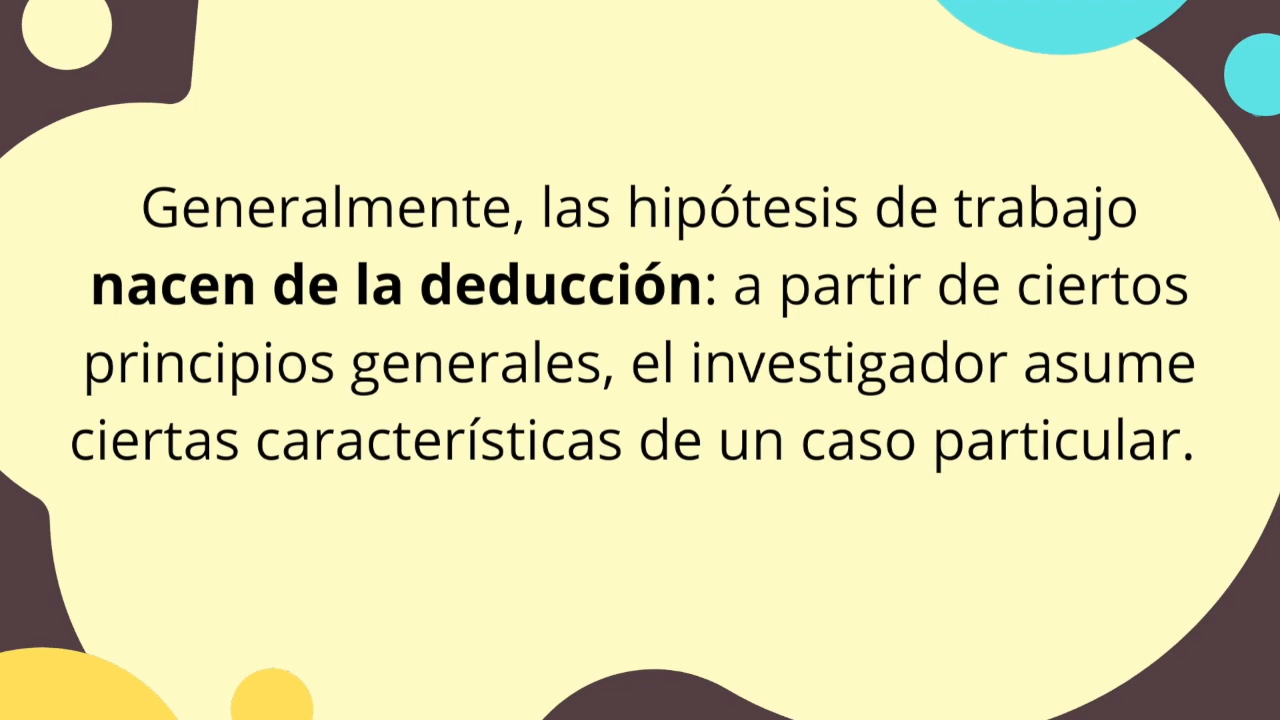 Generalmente, las hipótesis de trabajo
nacen de la deducción: a partir de ciertos
principios generales, el investigador asume
ciertas características de un caso particular.